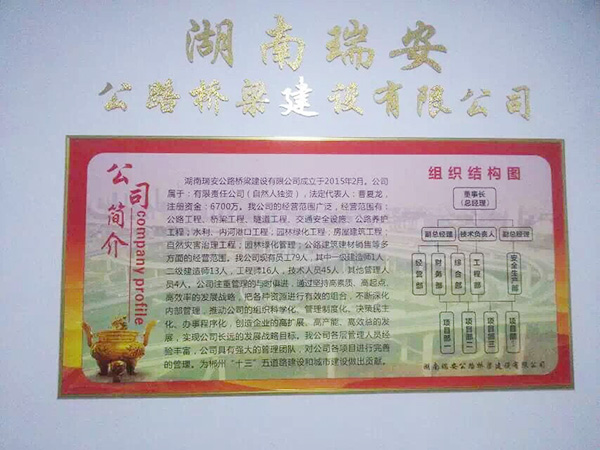 湖南瑞安
公路桥梁建设有限公司
公司简介
company profile
湖南瑞安公路桥梁建设有限公司成立于2015年2月。公司
属于：有限责任公司（自然人独资），法定代表人：曹夏龙，
注册资金：6700万。我公司的经营范围广泛，经营范围有：
公路工程、桥梁工程、隧道工程、交通安全设施、公路养护工
程；水利、内河港口工程；园林绿化工程；房屋建筑工程；
自然灾害治理工程；园林绿化管理；公路建筑建材销售等多
方面的经营范围。我公司现有员工79人，其中一级建造师1人
二级建造师13人，工程师16人，技术人员45人，其他管理人
员4人。公司注重管理的与时俱进，通过坚持高素质、高起点、
高效率的发展战略，把各种资源进行有效的组合，不断深化
内部管理，推动公司的组织科学化、管理制度化、决策民主
化、办事程序化，创造企业的高扩展、高产能、高效益的发
展，实现公司长远的发展战略目标。我公司各层管理人员经
验丰富，公司具有强大的管理团队，对公司各项目进行完善
的管理。为郴州“十三”五道路建设和城市建设做出贡献。
组织结构图
董事长
（总经理）
副总经理 技术负责人 副总经理
经营部 财务部 综合部 工程部 安全生产部
项目部一 项目部二 项目部三 项目部四
湖南瑞安公路桥梁建设有限公司